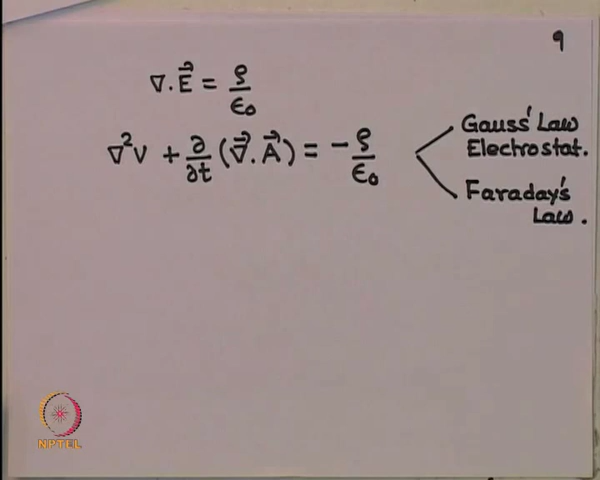 9
∇.E⃗ = ρ/ε₀
∇²V + ∂/∂t (∇⃗.A⃗) = -ρ/ε₀
Gauss' Law
Electrostat.
Faraday's
Law.
NPTEL